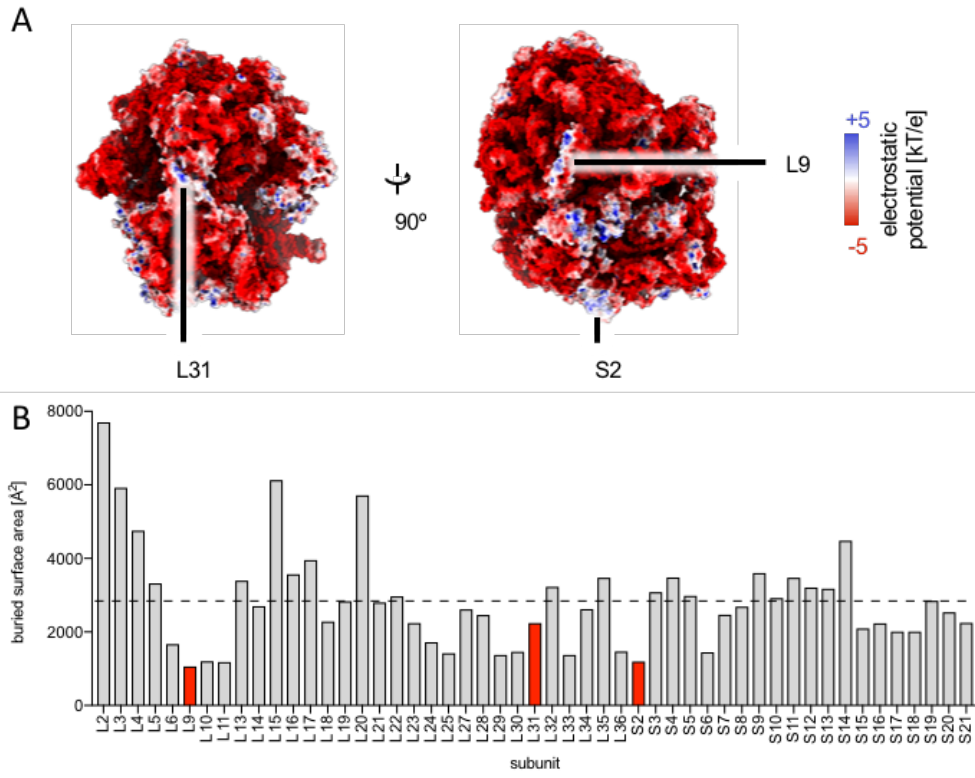 A
90º
L31
L9
S2
+5
-5
electrostatic
potential [kT/e]
B
buried surface area [Å²]
8000
6000
4000
2000
0
L2 L3 L4 L5 L6 L9 L10 L11 L13 L14 L15 L16 L17 L18 L19 L20 L21 L22 L23 L24 L25 L27 L28 L29 L30 L31 L32 L33 L34 L35 L36 S2 S3 S4 S5 S6 S7 S8 S9 S10 S11 S12 S13 S14 S15 S16 S17 S18 S19 S20 S21
subunit